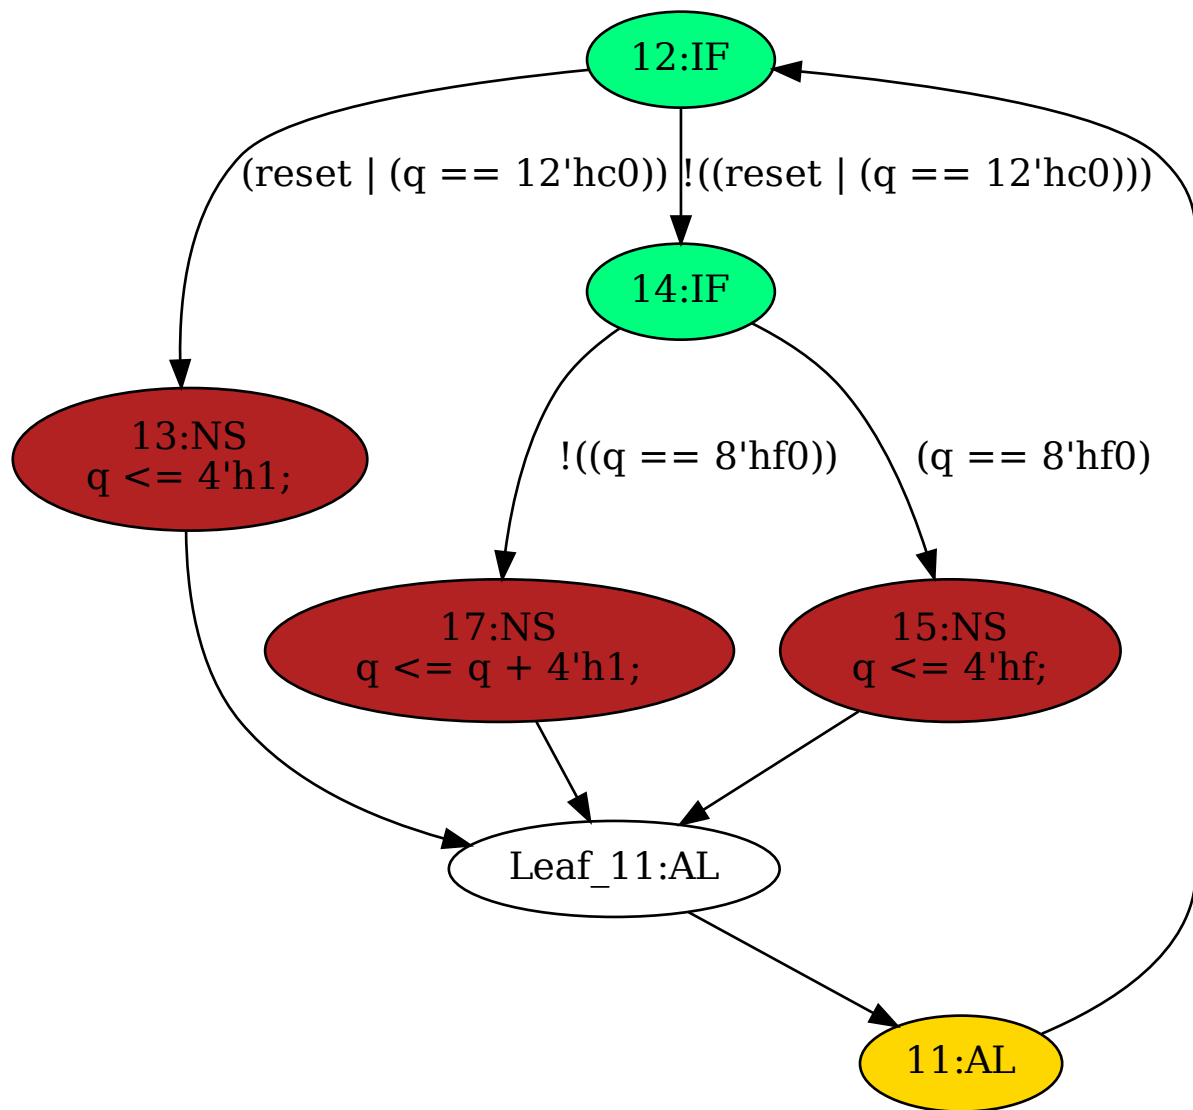 12:IF
(reset | (q == 12'hc0))
!((reset | (q == 12'hc0)))
14:IF
13:NS
q <= 4'h1;
!((q == 8'hf0))
(q == 8'hf0)
17:NS
q <= q + 4'h1;
15:NS
q <= 4'hf;
Leaf_11:AL
11:AL